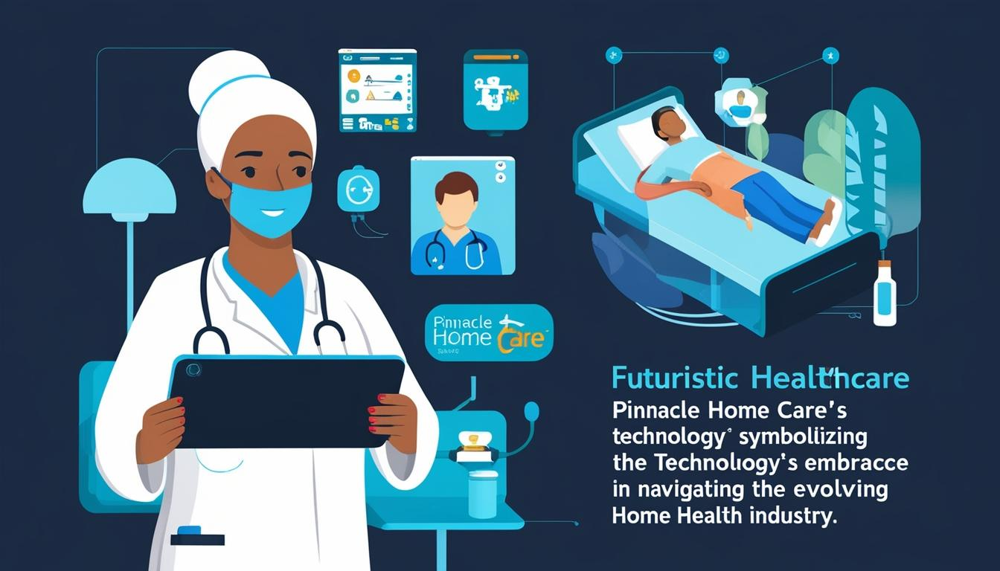 Pinnacle
Home Care
Futuristic Healthcare
Pinnacle Home Care's
technology' symbollizing
the Technology's embracce
in navigating the evolving
Home Health industry.